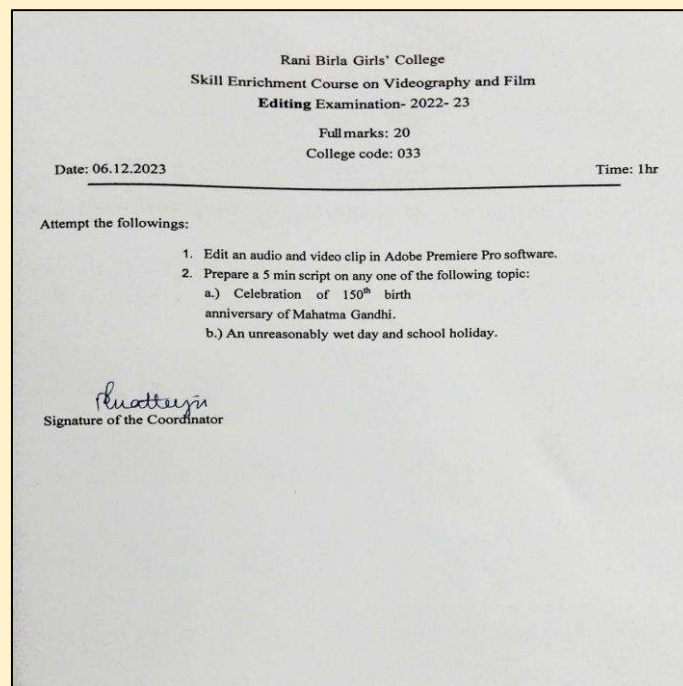 Rani Birla Girls' College
Skill Enrichment Course on Videography and Film
Editing Examination- 2022- 23
Full marks: 20
College code: 033
Date: 06.12.2023 Time: 1hr
Attempt the followings:
1. Edit an audio and video clip in Adobe Premiere Pro software.
2. Prepare a 5 min script on any one of the following topic:
a.) Celebration of 150th birth
anniversary of Mahatma Gandhi.
b.) An unreasonably wet day and school holiday.
Signature of the Coordinator